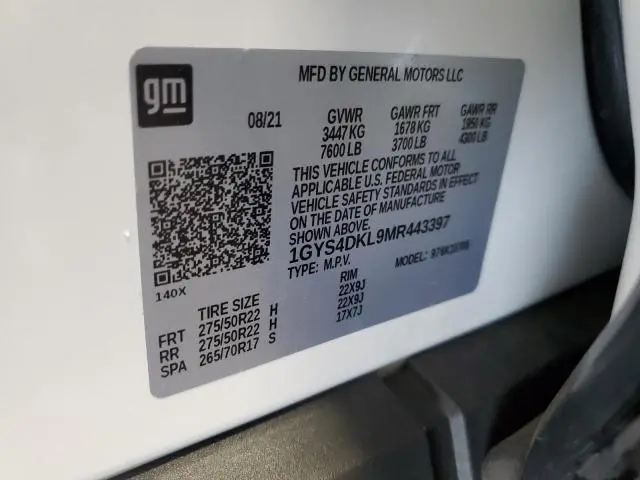 gm
MFD BY GENERAL MOTORS LLC
08/21 GVWR GAWR FRT GAWR RR
3447 KG 1678 KG 1950 KG
7600 LB 3700 LB 4300 LB
THIS VEHICLE CONFORMS TO ALL
APPLICABLE U.S. FEDERAL MOTOR
VEHICLE SAFETY STANDARDS IN EFFECT
ON THE DATE OF MANUFACTURE
SHOWN ABOVE.
1GYS4DKL9MR443397
TYPE: M.P.V. MODEL:
140X
TIRE SIZE RIM
FRT 275/50R22 H 22X9J
RR 275/50R22 H 22X9J
SPA 265/70R17 S 17X7J